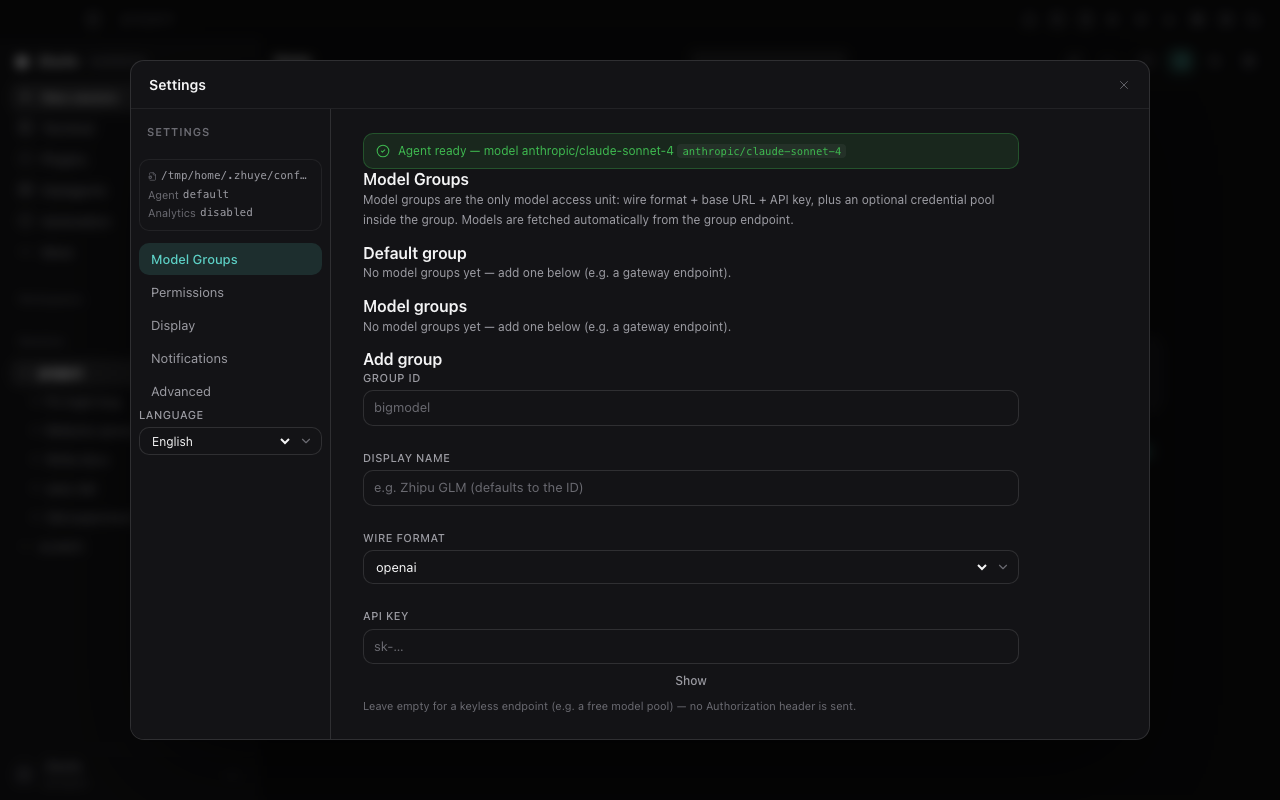 Settings
SETTINGS
/tmp/home/.zhuye/conf…
Agent default
Analytics disabled
Model Groups
Permissions
Display
Notifications
Advanced
LANGUAGE
English
Agent ready — model anthropic/claude-sonnet-4 anthropic/claude-sonnet-4
Model Groups
Model groups are the only model access unit: wire format + base URL + API key, plus an optional credential pool
inside the group. Models are fetched automatically from the group endpoint.
Default group
No model groups yet — add one below (e.g. a gateway endpoint).
Model groups
No model groups yet — add one below (e.g. a gateway endpoint).
Add group
GROUP ID
bigmodel
DISPLAY NAME
e.g. Zhipu GLM (defaults to the ID)
WIRE FORMAT
openai
API KEY
sk-…
Show
Leave empty for a keyless endpoint (e.g. a free model pool) — no Authorization header is sent.